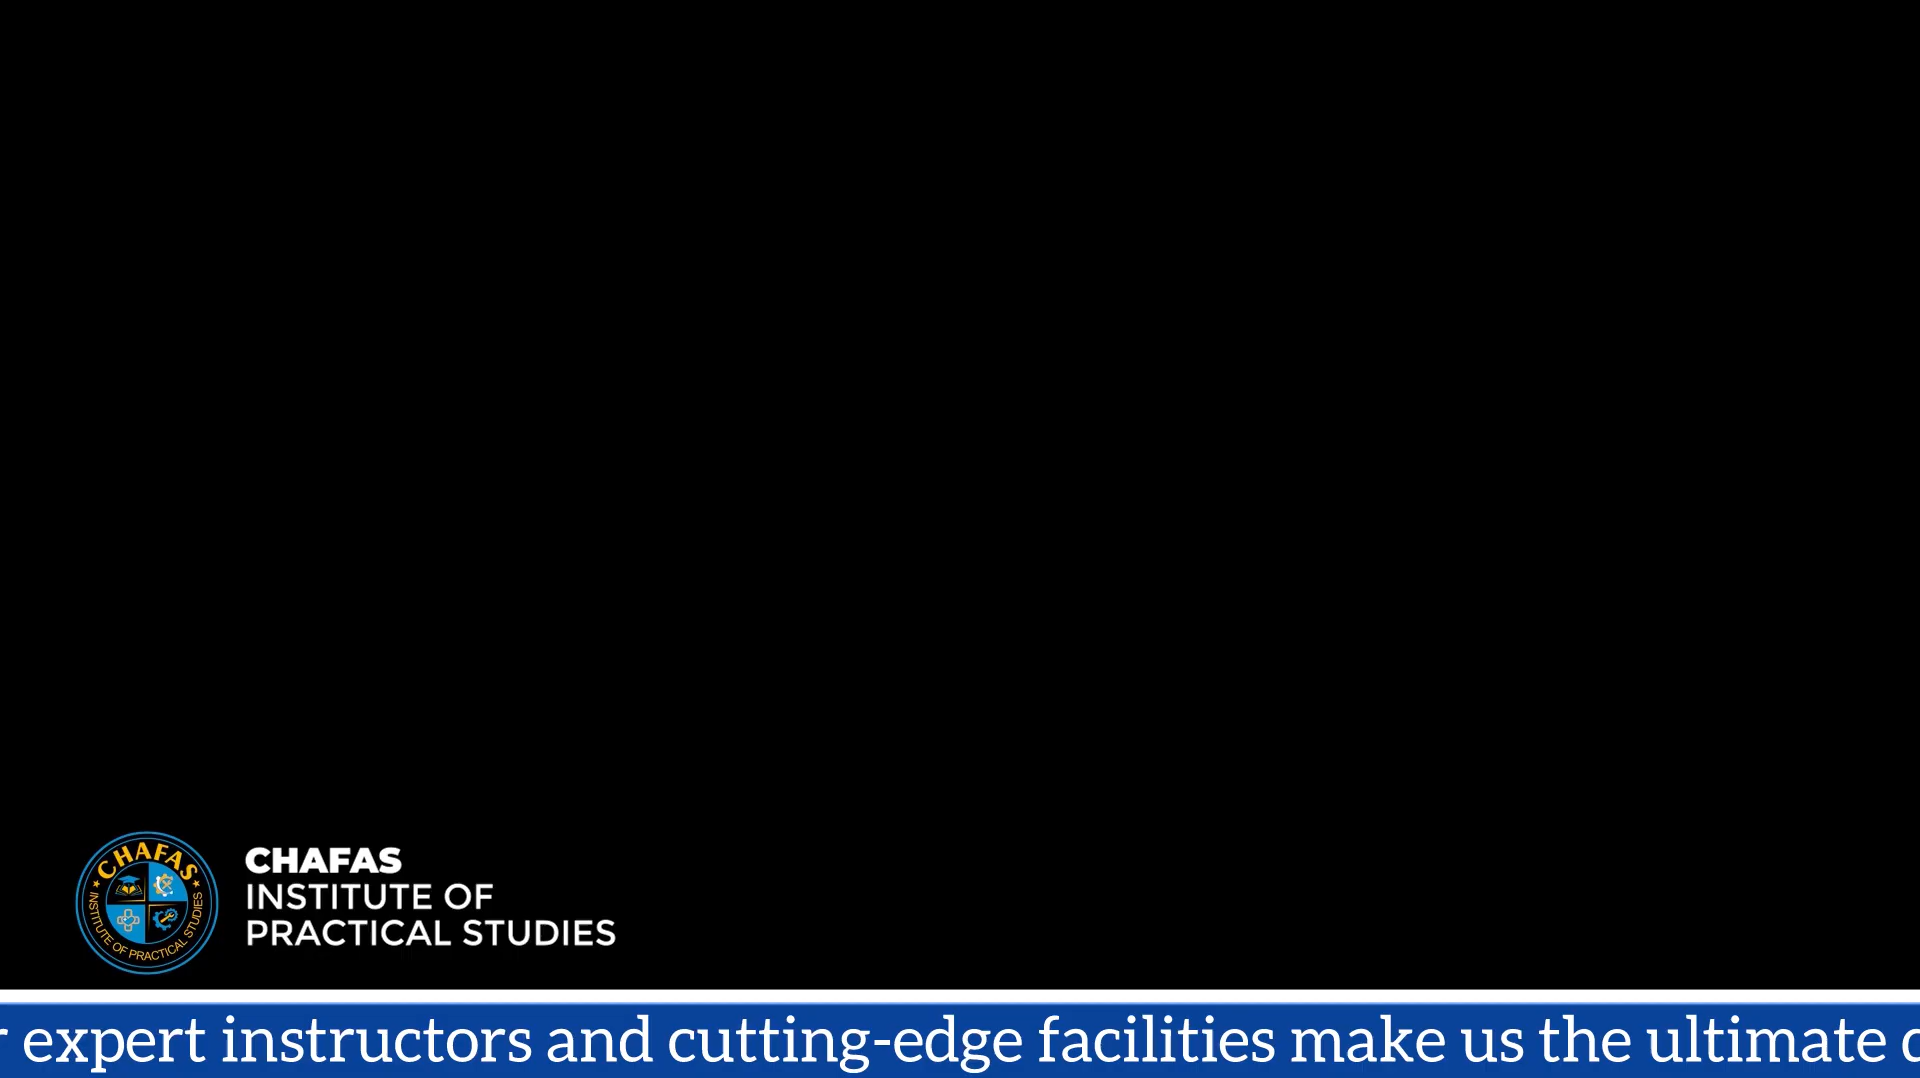 CHAFAS
INSTITUTE OF PRACTICAL STUDIES
CHAFAS
INSTITUTE OF
PRACTICAL STUDIES
expert instructors and cutting-edge facilities make us the ultimate